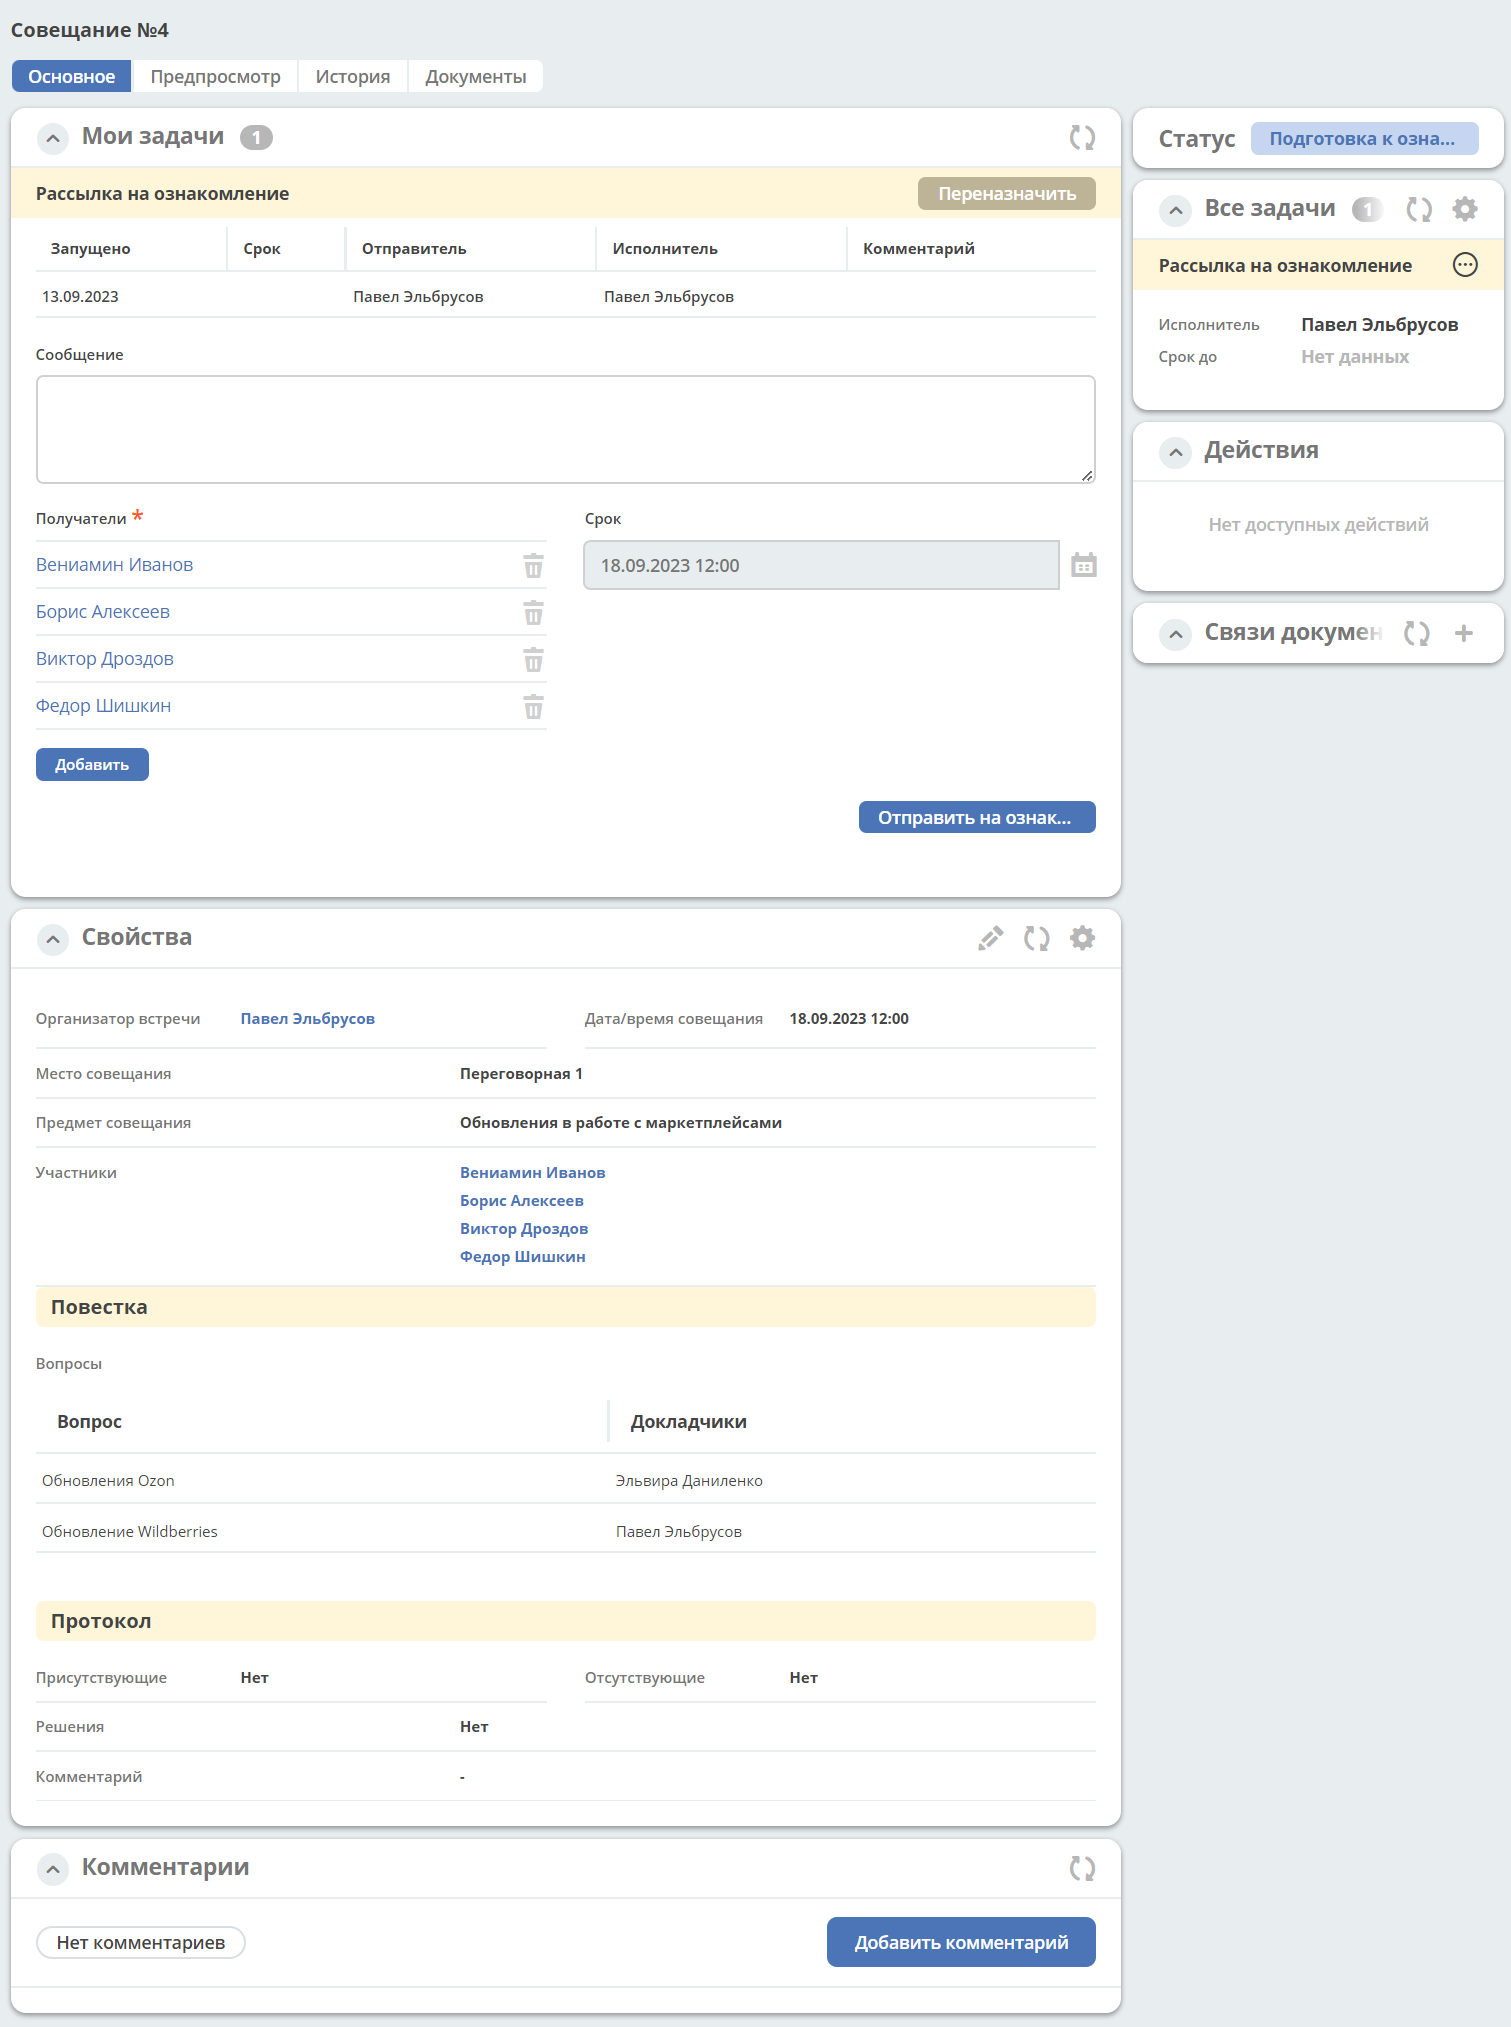 Совещание №4
Основное Предпросмотр История Документы
Мои задачи 1
Рассылка на ознакомление Переназначить
Запущено Срок Отправитель Исполнитель Комментарий
13.09.2023 Павел Эльбрусов Павел Эльбрусов
Сообщение
Получатели * Срок
Вениамин Иванов 18.09.2023 12:00
Борис Алексеев
Виктор Дроздов
Федор Шишкин
Добавить
Отправить на ознак...
Свойства
Организатор встречи Павел Эльбрусов Дата/время совещания 18.09.2023 12:00
Место совещания Переговорная 1
Предмет совещания Обновления в работе с маркетплейсами
Участники Вениамин Иванов
Борис Алексеев
Виктор Дроздов
Федор Шишкин
Повестка
Вопросы
Вопрос Докладчики
Обновления Ozon Эльвира Даниленко
Обновление Wildberries Павел Эльбрусов
Протокол
Присутствующие Нет Отсутствующие Нет
Решения Нет
Комментарий -
Комментарии
Нет комментариев Добавить комментарий
Статус Подготовка к озна...
Все задачи 1
Рассылка на ознакомление
Исполнитель Павел Эльбрусов
Срок до Нет данных
Действия
Нет доступных действий
Связи докумен